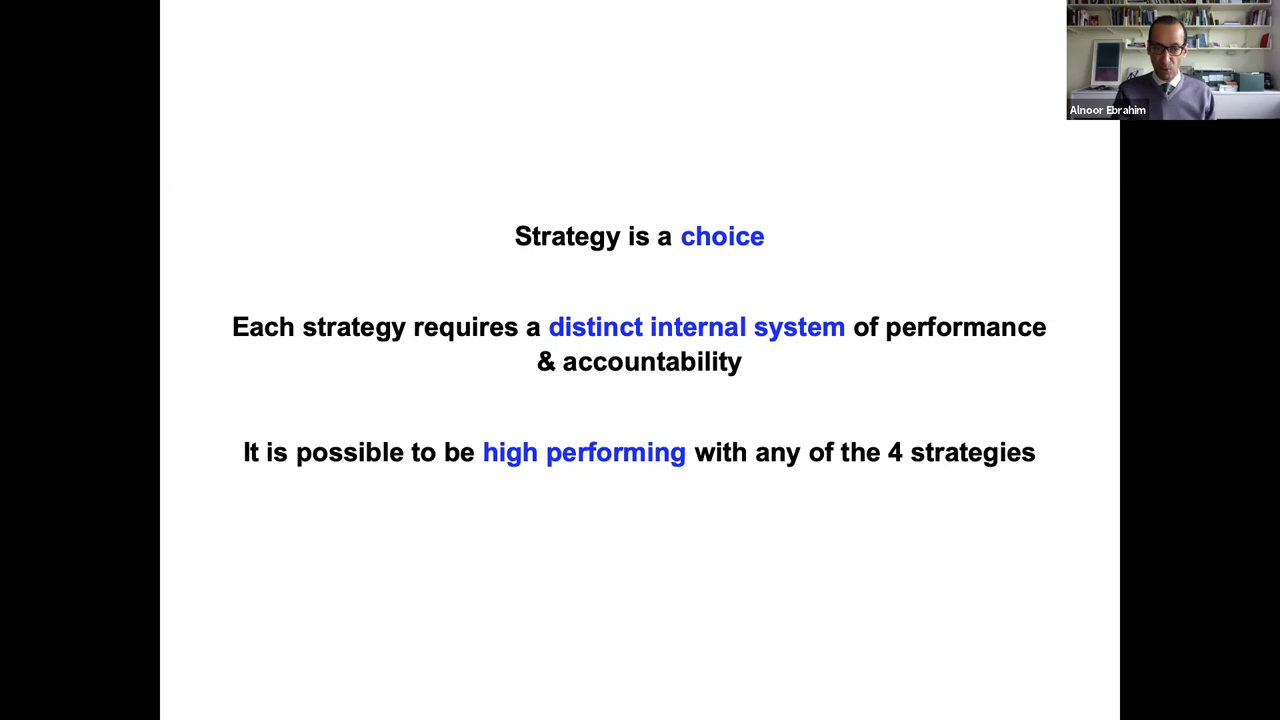 Alnoor Ebrahim
Strategy is a choice
Each strategy requires a distinct internal system of performance
& accountability
It is possible to be high performing with any of the 4 strategies